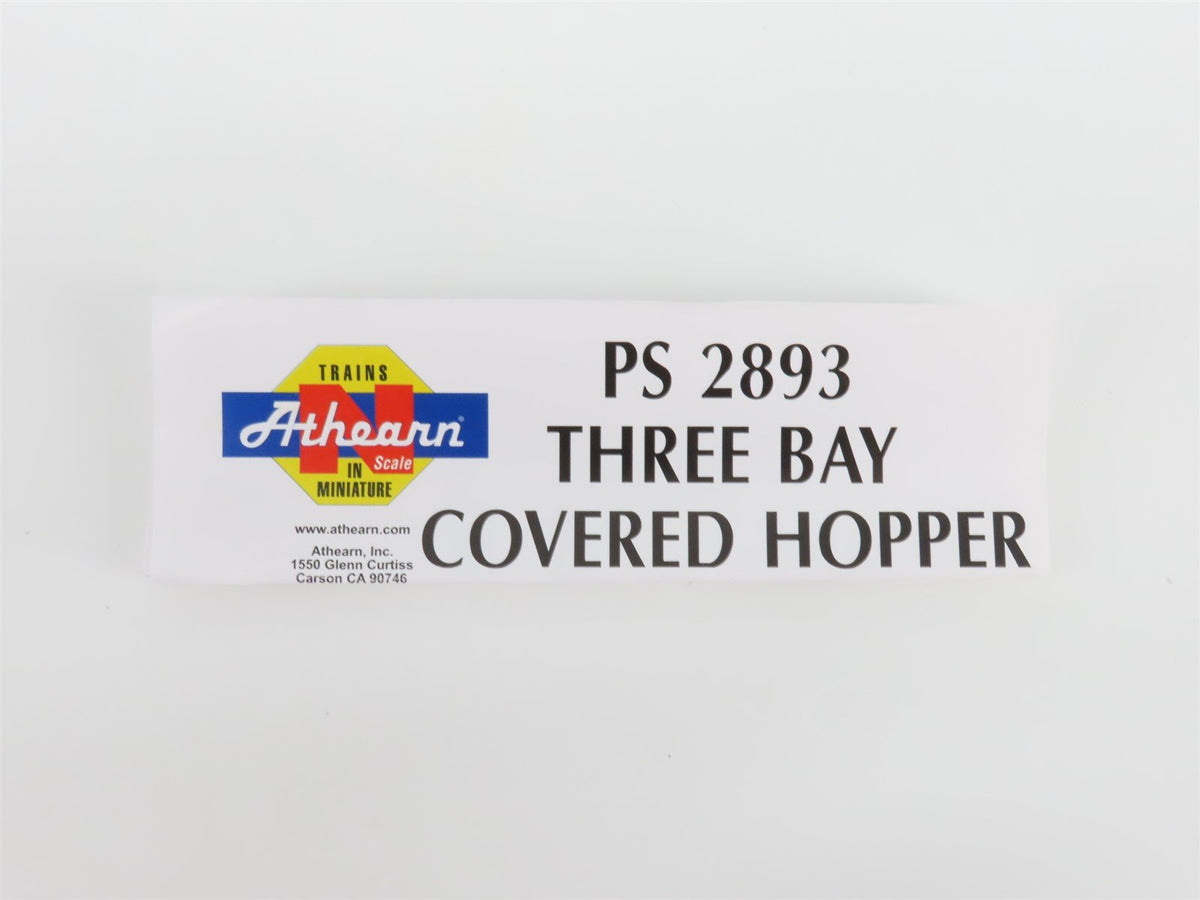 TRAINS
Athearn®
N Scale
IN
MINIATURE
www.athearn.com
Athearn, Inc.
1550 Glenn Curtiss
Carson CA 90746
PS 2893
THREE BAY
COVERED HOPPER